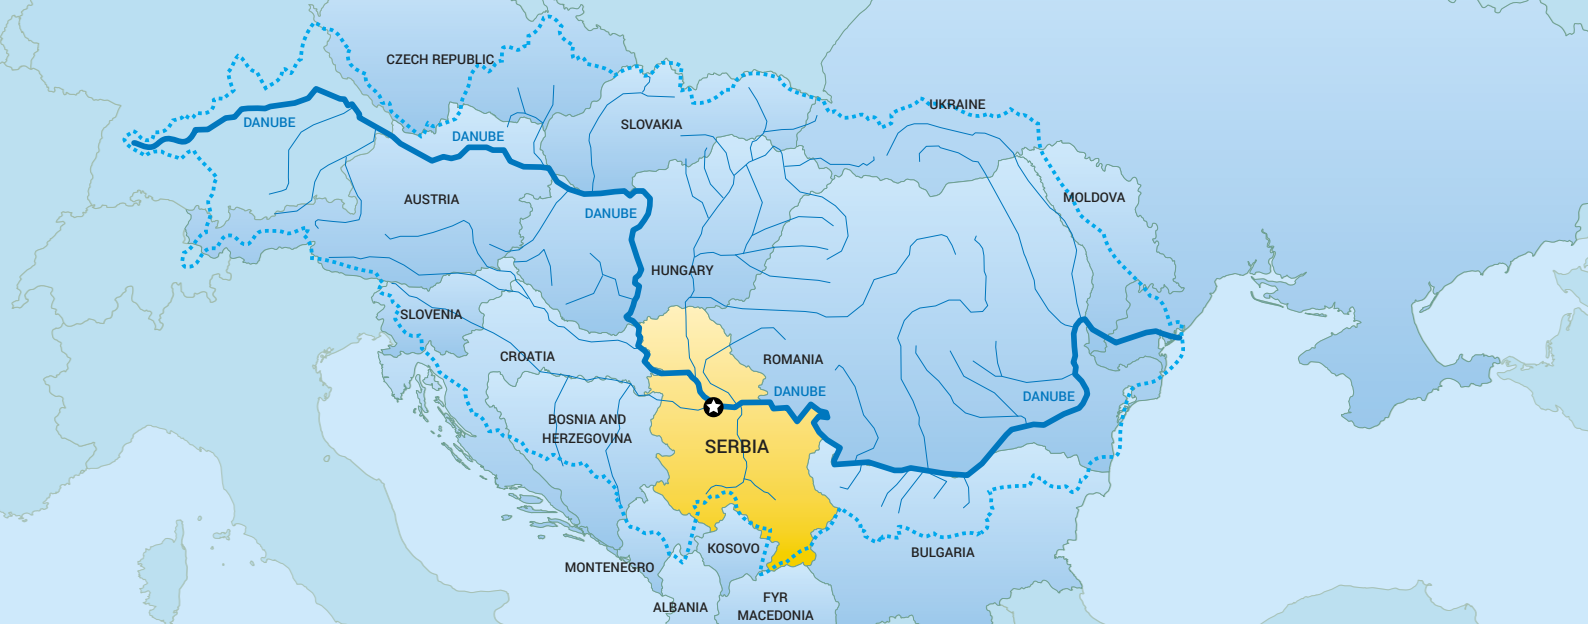 CZECH REPUBLIC
UKRAINE
DANUBE
SLOVAKIA
DANUBE
AUSTRIA
MOLDOVA
DANUBE
HUNGARY
SLOVENIA
CROATIA
ROMANIA
DANUBE
DANUBE
BOSNIA AND
HERZEGOVINA
SERBIA
KOSOVO
BULGARIA
MONTENEGRO
ALBANIA
FYR
MACEDONIA